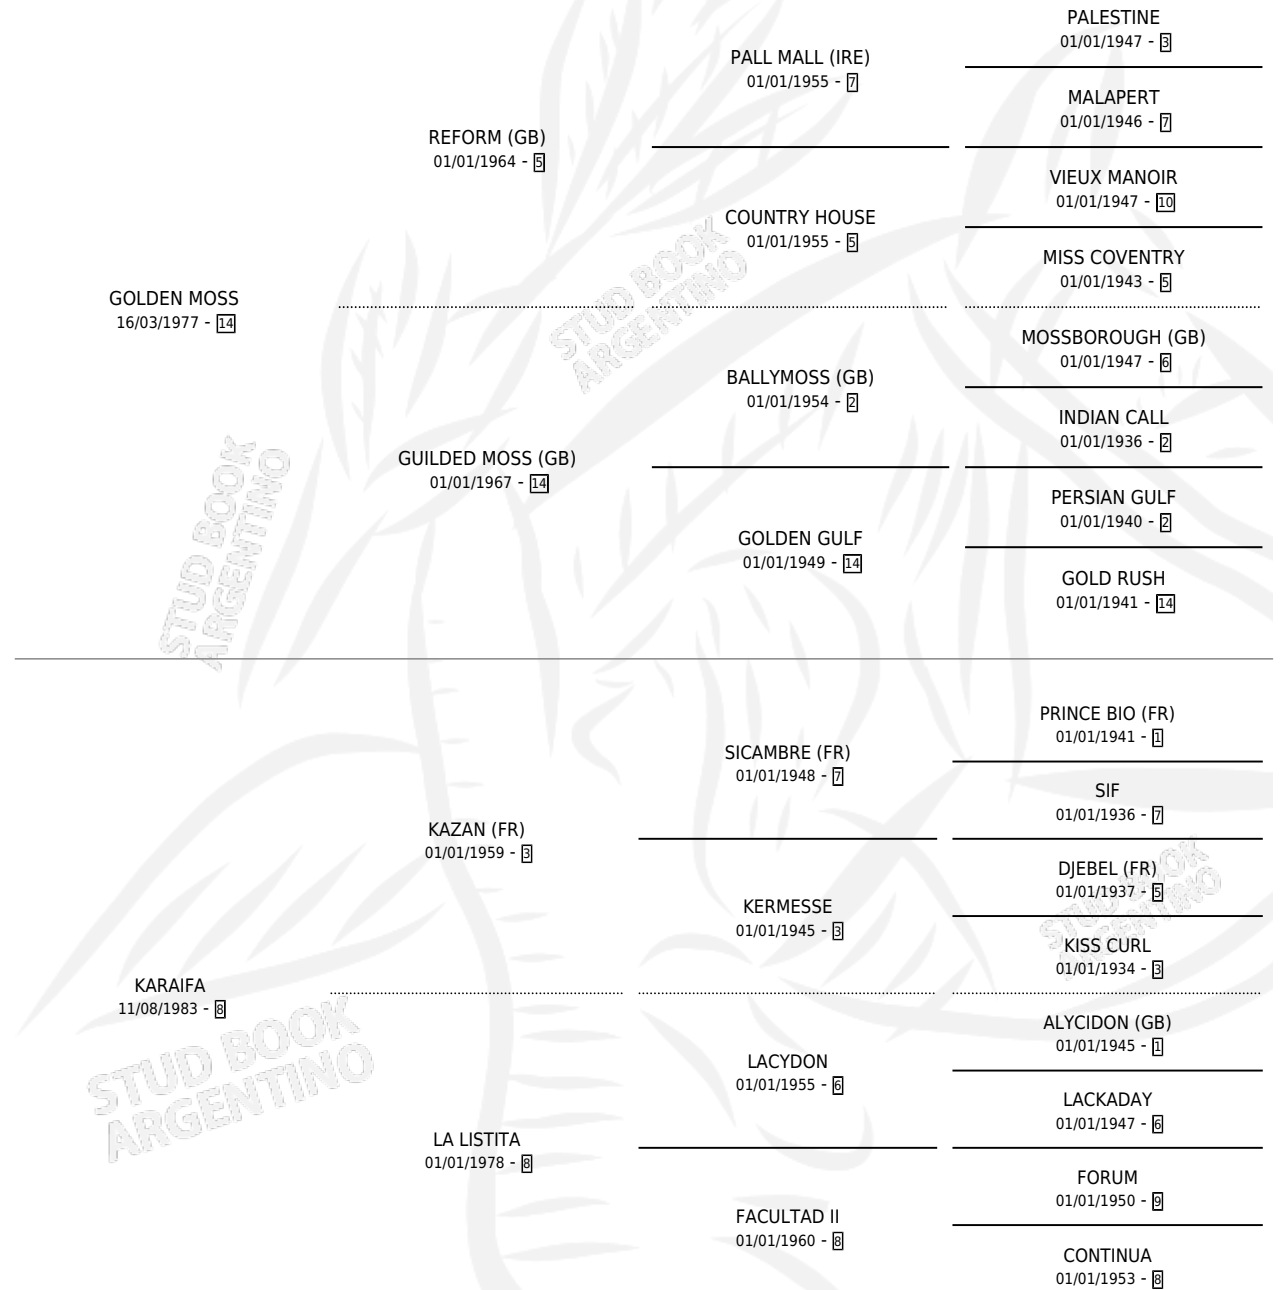 PALESTINE
01/01/1947 - 3
PALL MALL (IRE)
01/01/1955 - 7
MALAPERT
01/01/1946 - 7
REFORM (GB)
01/01/1964 - 5
VIEUX MANOIR
01/01/1947 - 10
COUNTRY HOUSE
01/01/1955 - 5
MISS COVENTRY
01/01/1943 - 5
GOLDEN MOSS
16/03/1977 - 14
MOSSBOROUGH (GB)
01/01/1947 - 6
BALLYMOSS (GB)
01/01/1954 - 2
INDIAN CALL
01/01/1936 - 2
GUILDED MOSS (GB)
01/01/1967 - 14
PERSIAN GULF
01/01/1940 - 2
GOLDEN GULF
01/01/1949 - 14
GOLD RUSH
01/01/1941 - 14
PRINCE BIO (FR)
01/01/1941 - 1
SICAMBRE (FR)
01/01/1948 - 7
SIF
01/01/1936 - 7
KAZAN (FR)
01/01/1959 - 3
DJEBEL (FR)
01/01/1937 - 5
KERMESSE
01/01/1945 - 3
KISS CURL
01/01/1934 - 3
KARAIFA
11/08/1983 - 8
ALYCIDON (GB)
01/01/1945 - 1
LACYDON
01/01/1955 - 6
LACKADAY
01/01/1947 - 6
LA LISTITA
01/01/1978 - 8
FORUM
01/01/1950 - 9
FACULTAD II
01/01/1960 - 8
CONTINUA
01/01/1953 - 8
STUD BOOK
ARGENTINO
STUD BOOK
ARGENTINO
STUD BOOK
ARGENTINO
STUD BOOK
ARGENTINO